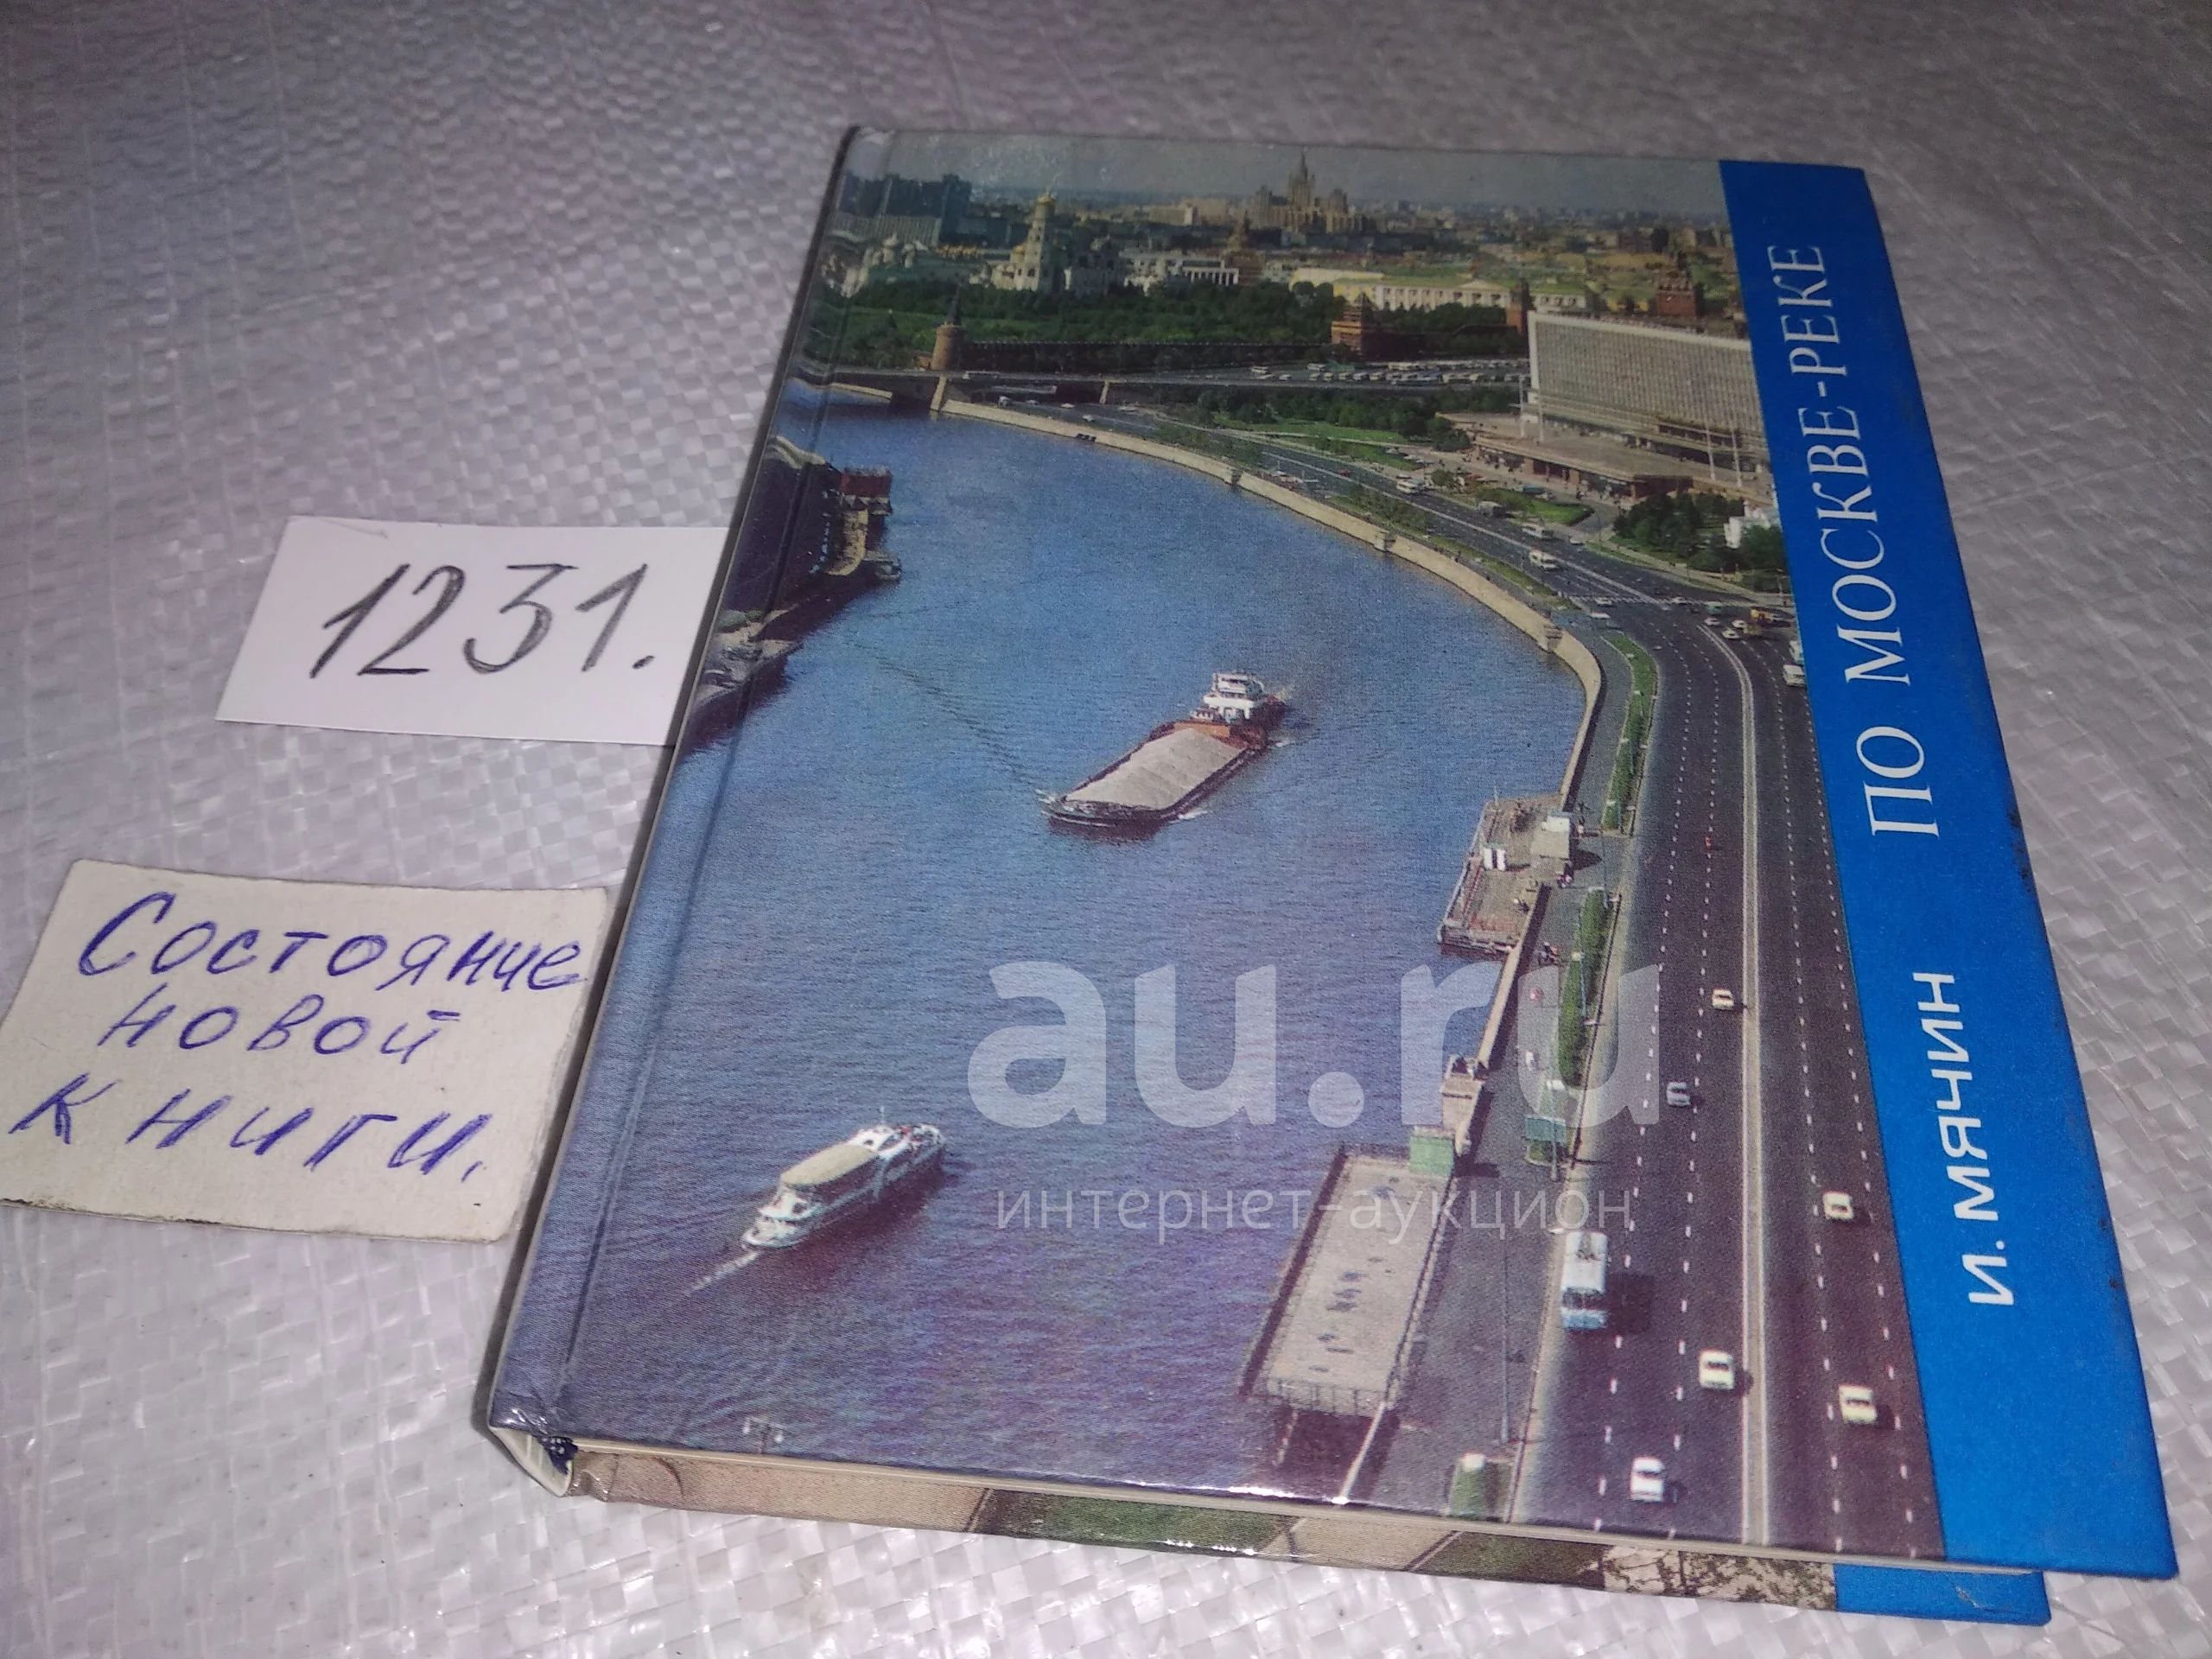 1231.
Состояние
новой
книги.
ПО МОСКВЕ-РЕКЕ
И. МЯЧИН
au.ru
интернет-аукцион